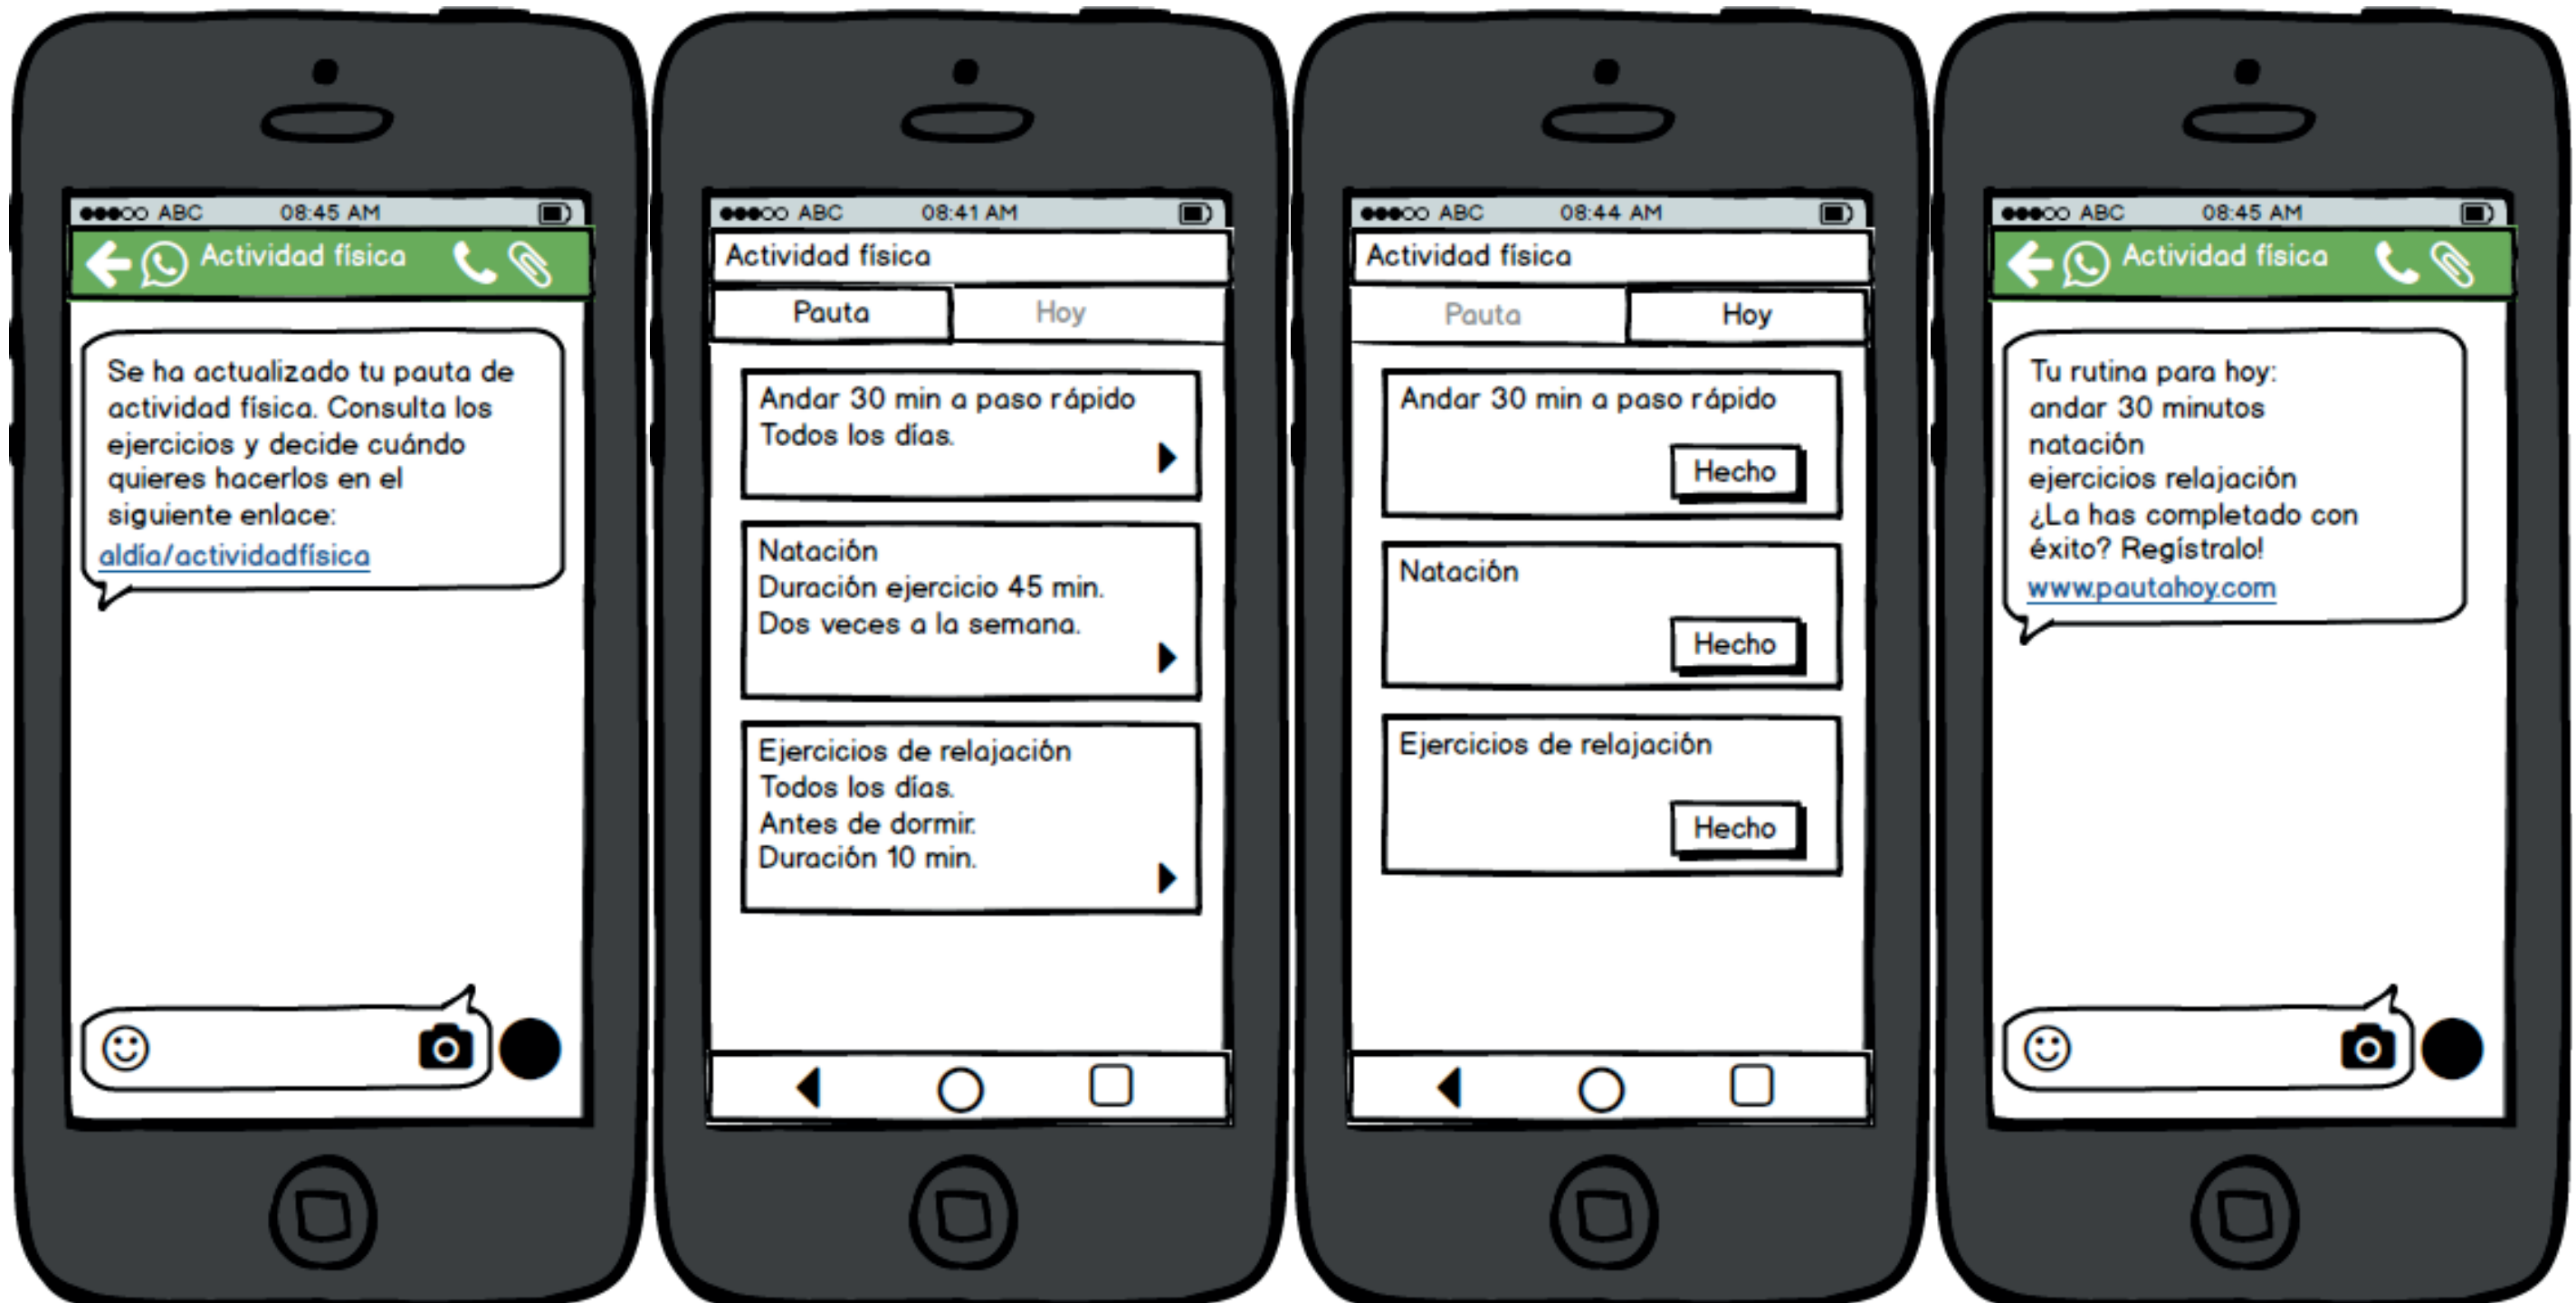 ABC 08:45 AM
Actividad física
Se ha actualizado tu pauta de
actividad física. Consulta los
ejercicios y decide cuándo
quieres hacerlos en el
siguiente enlace:
aldía/actividadfísica
ABC 08:41 AM
Actividad física
Pauta Hoy
Andar 30 min a paso rápido
Todos los días.
Natación
Duración ejercicio 45 min.
Dos veces a la semana.
Ejercicios de relajación
Todos los días.
Antes de dormir.
Duración 10 min.
ABC 08:44 AM
Actividad física
Pauta Hoy
Andar 30 min a paso rápido
Hecho
Natación
Hecho
Ejercicios de relajación
Hecho
ABC 08:45 AM
Actividad física
Tu rutina para hoy:
andar 30 minutos
natación
ejercicios relajación
¿La has completado con
éxito? Regístralo!
www.pautahoy.com